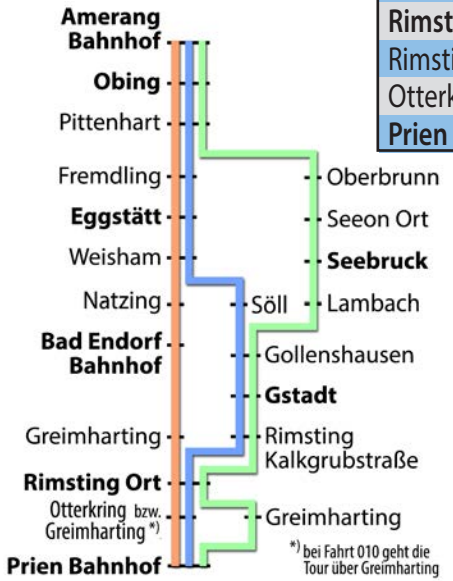 Amerang
Bahnhof
Obing
Pittenhart
Fremdling
Eggstätt
Weisham
Natzing
Bad Endorf
Bahnhof
Greimharting
Rimsting Ort
Otterkring bzw.
Greimharting *)
Prien Bahnhof
Oberbrunn
Seeon Ort
Seebruck
Söll
Lambach
Gollenshausen
Gstadt
Rimsting
Kalkgrubstraße
Greimharting
*) bei Fahrt 010 geht die
Tour über Greimharting
Rimst
Rimsti
Otterk
Prien